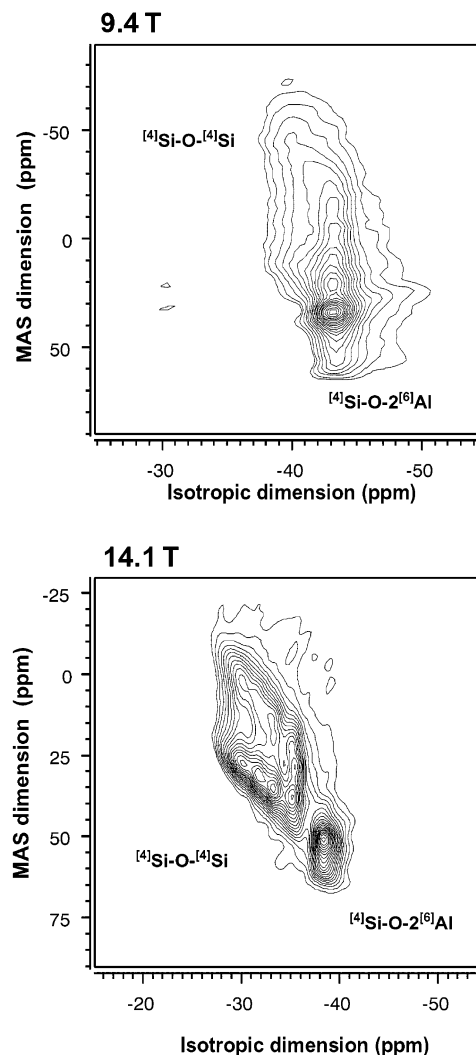 9.4 T
-50
0
50
MAS dimension (ppm)
[4]Si-O-[4]Si
[4]Si-O-2[6]Al
-30 -40 -50
Isotropic dimension (ppm)
14.1 T
-25
0
25
50
75
MAS dimension (ppm)
[4]Si-O-[4]Si
[4]Si-O-2[6]Al
-20 -30 -40 -50
Isotropic dimension (ppm)